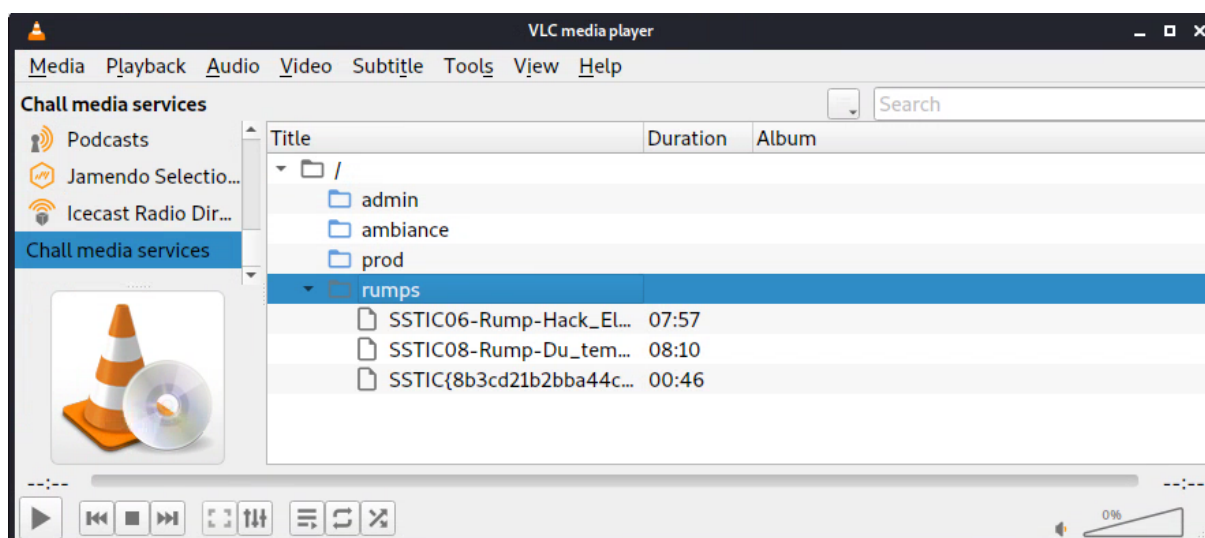 VLC media player
Media Playback Audio Video Subtitle Tools View Help
Chall media services
Search
Podcasts
Jamendo Selectio...
Icecast Radio Dir...
Chall media services
Title Duration Album
/
admin
ambiance
prod
rumps
SSTIC06-Rump-Hack_El... 07:57
SSTIC08-Rump-Du_tem... 08:10
SSTIC{8b3cd21b2bba44c... 00:46
--:-- --:--
0%